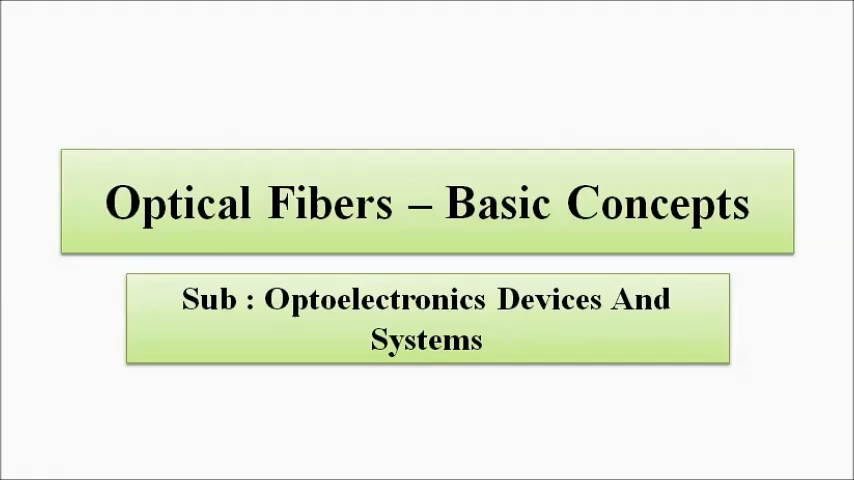 Optical Fibers – Basic Concepts
Sub : Optoelectronics Devices And
Systems